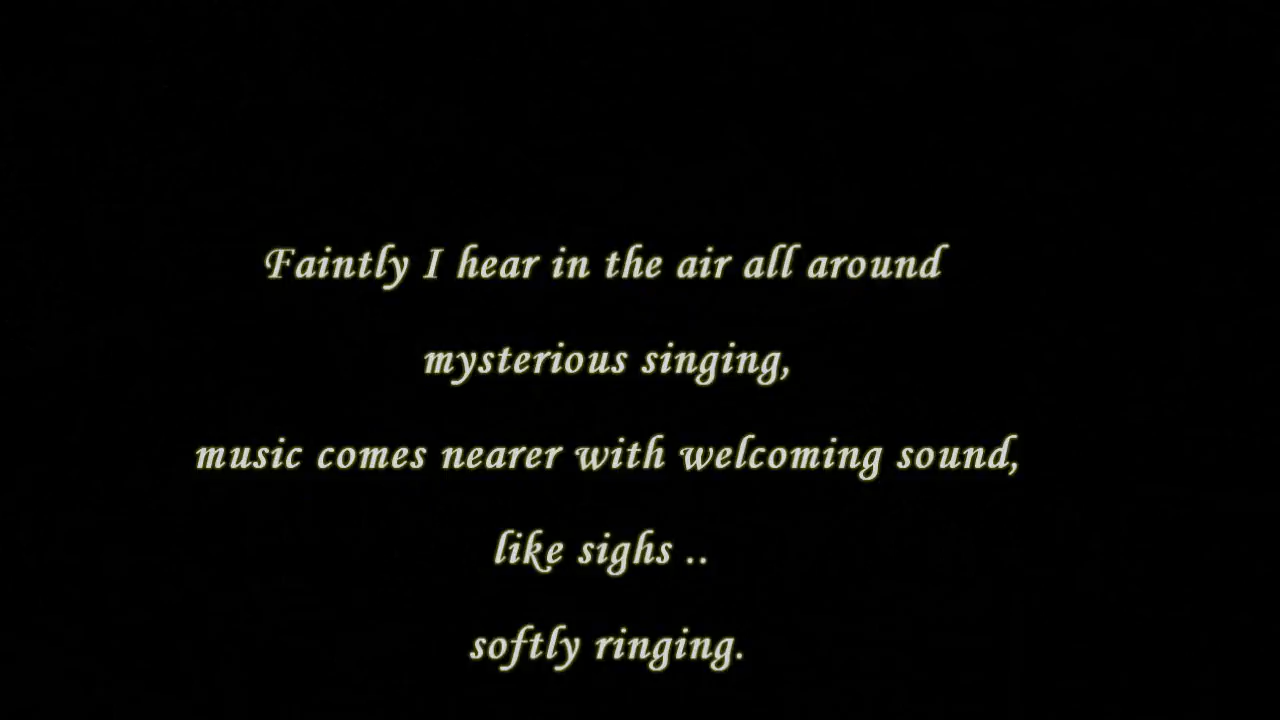 Faintly I hear in the air all around
mysterious singing,
music comes nearer with welcoming sound,
like sighs ..
softly ringing.